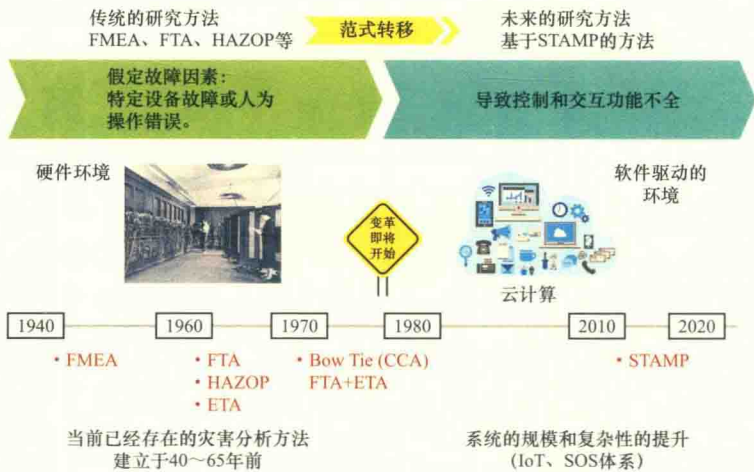 传统的研究方法
FMEA、FTA、HAZOP等
范式转移
未来的研究方法
基于STAMP的方法
假定故障因素：
特定设备故障或人为
操作错误。
导致控制和交互功能不全
硬件环境
软件驱动的
环境
变革
即将
开始
云计算
1940
1960
1970
1980
2010
2020
• FMEA
• FTA
• HAZOP
• ETA
• Bow Tie (CCA)
FTA+ETA
• STAMP
当前已经存在的灾害分析方法
建立于40～65年前
系统的规模和复杂性的提升
(IoT、SOS体系)